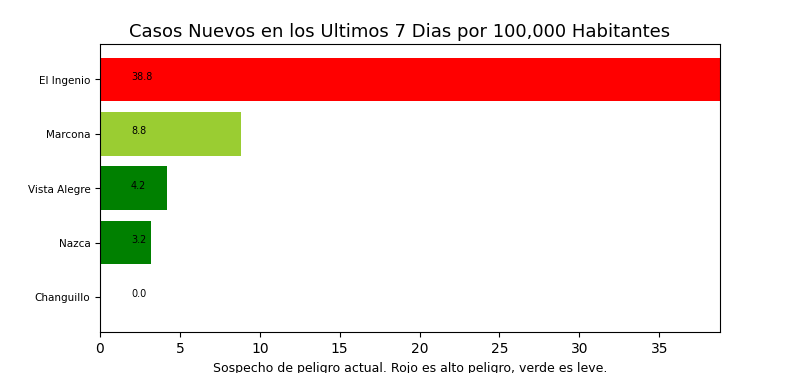 Casos Nuevos en los Ultimos 7 Dias por 100,000 Habitantes
El Ingenio 38.8
Marcona 8.8
Vista Alegre 4.2
Nazca 3.2
Changuillo 0.0
0 5 10 15 20 25 30 35
Sospecho de peligro actual. Rojo es alto peligro, verde es leve.